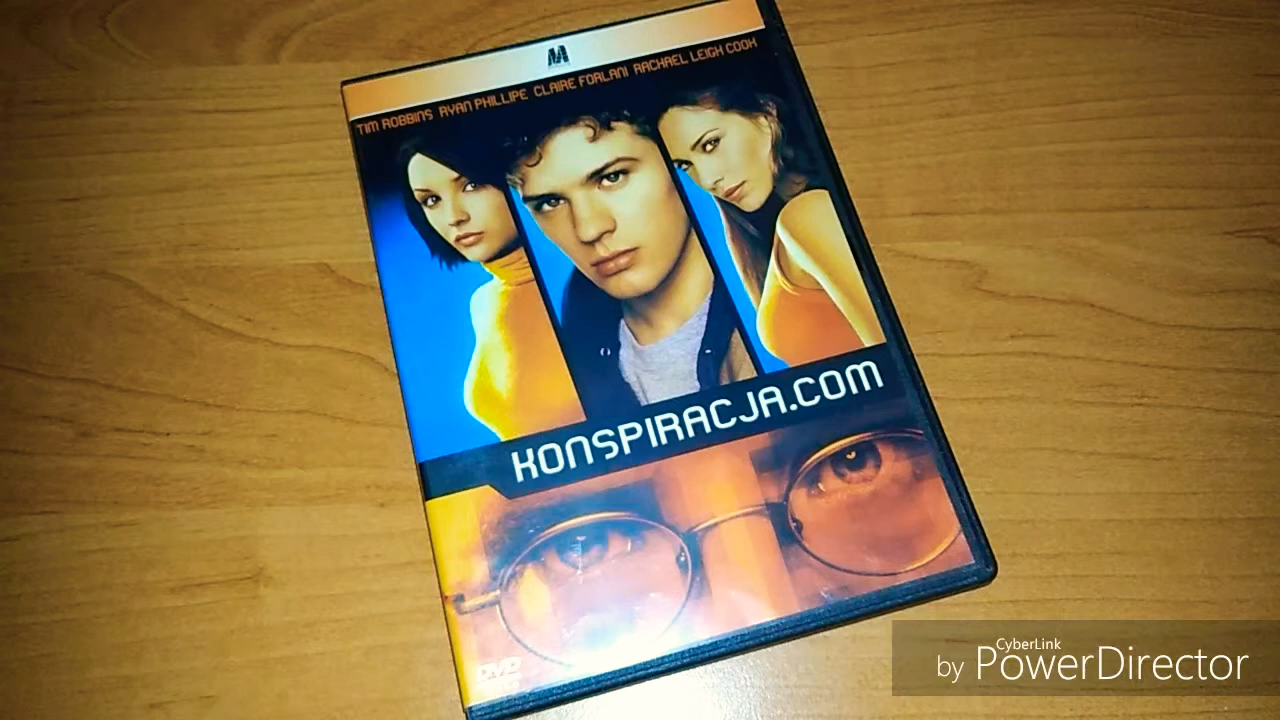 M
TIM ROBBINS RYAN PHILLIPE CLAIRE FORLANI RACHAEL LEIGH COOK
KONSPIRACJA.COM
DVD
CyberLink
by PowerDirector